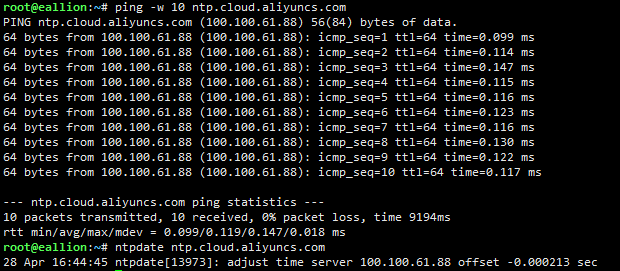 root@eallion:~# ping -w 10 ntp.cloud.aliyuncs.com
PING ntp.cloud.aliyuncs.com (100.100.61.88) 56(84) bytes of data.
64 bytes from 100.100.61.88 (100.100.61.88): icmp_seq=1 ttl=64 time=0.099 ms
64 bytes from 100.100.61.88 (100.100.61.88): icmp_seq=2 ttl=64 time=0.114 ms
64 bytes from 100.100.61.88 (100.100.61.88): icmp_seq=3 ttl=64 time=0.147 ms
64 bytes from 100.100.61.88 (100.100.61.88): icmp_seq=4 ttl=64 time=0.115 ms
64 bytes from 100.100.61.88 (100.100.61.88): icmp_seq=5 ttl=64 time=0.116 ms
64 bytes from 100.100.61.88 (100.100.61.88): icmp_seq=6 ttl=64 time=0.123 ms
64 bytes from 100.100.61.88 (100.100.61.88): icmp_seq=7 ttl=64 time=0.116 ms
64 bytes from 100.100.61.88 (100.100.61.88): icmp_seq=8 ttl=64 time=0.130 ms
64 bytes from 100.100.61.88 (100.100.61.88): icmp_seq=9 ttl=64 time=0.122 ms
64 bytes from 100.100.61.88 (100.100.61.88): icmp_seq=10 ttl=64 time=0.117 ms
--- ntp.cloud.aliyuncs.com ping statistics ---
10 packets transmitted, 10 received, 0% packet loss, time 9194ms
rtt min/avg/max/mdev = 0.099/0.119/0.147/0.018 ms
root@eallion:~# ntpdate ntp.cloud.aliyuncs.com
28 Apr 16:44:45 ntpdate[13973]: adjust time server 100.100.61.88 offset -0.000213 sec